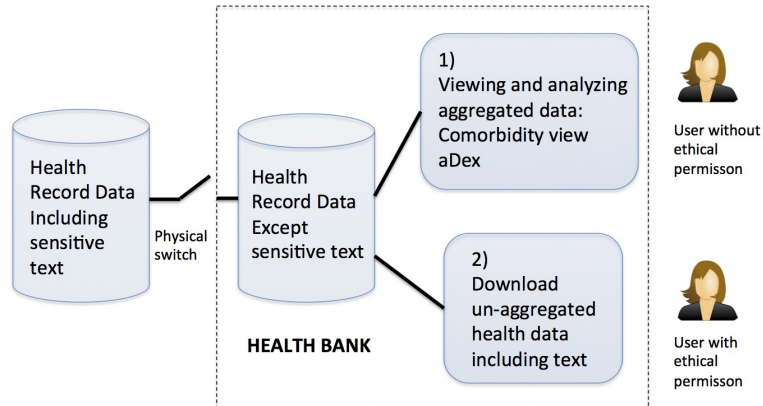 Health
Record Data
Including
sensitive
text
Physical
switch
Health
Record Data
Except
sensitive text
HEALTH BANK
1)
Viewing and analyzing
aggregated data:
Comorbidity view
aDex
2)
Download
un-aggregated
health data
including text
User without
ethical
permisson
User with
ethical
permisson